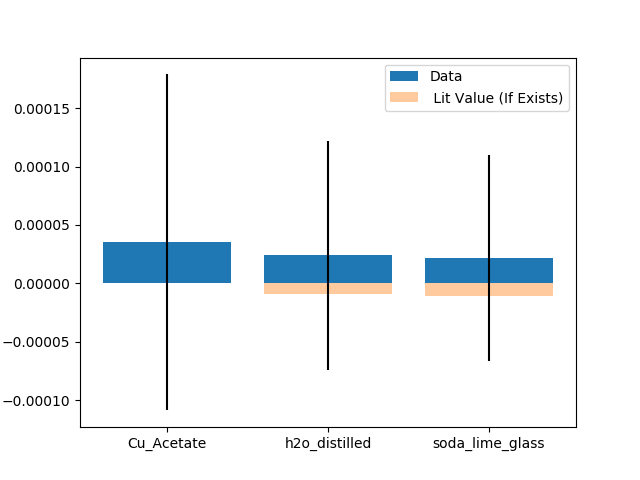 Data
Lit Value (If Exists)
0.00015
0.00010
0.00005
0.00000
−0.00005
−0.00010
Cu_Acetate h2o_distilled soda_lime_glass